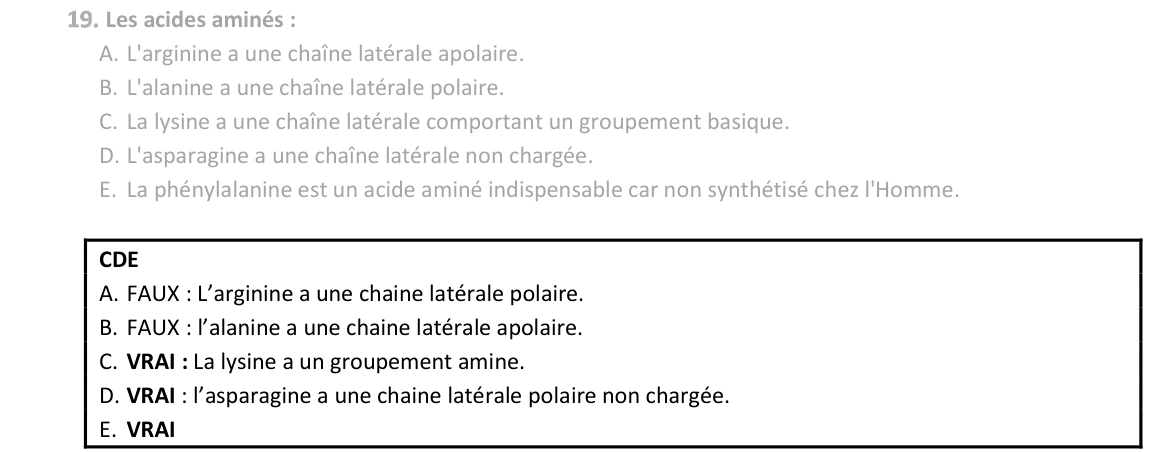 19. Les acides aminés :
A. L'arginine a une chaîne latérale apolaire.
B. L'alanine a une chaîne latérale polaire.
C. La lysine a une chaîne latérale comportant un groupement basique.
D. L'asparagine a une chaîne latérale non chargée.
E. La phénylalanine est un acide aminé indispensable car non synthétisé chez l'Homme.
CDE
A. FAUX : L’arginine a une chaine latérale polaire.
B. FAUX : l’alanine a une chaine latérale apolaire.
C. VRAI : La lysine a un groupement amine.
D. VRAI : l’asparagine a une chaine latérale polaire non chargée.
E. VRAI